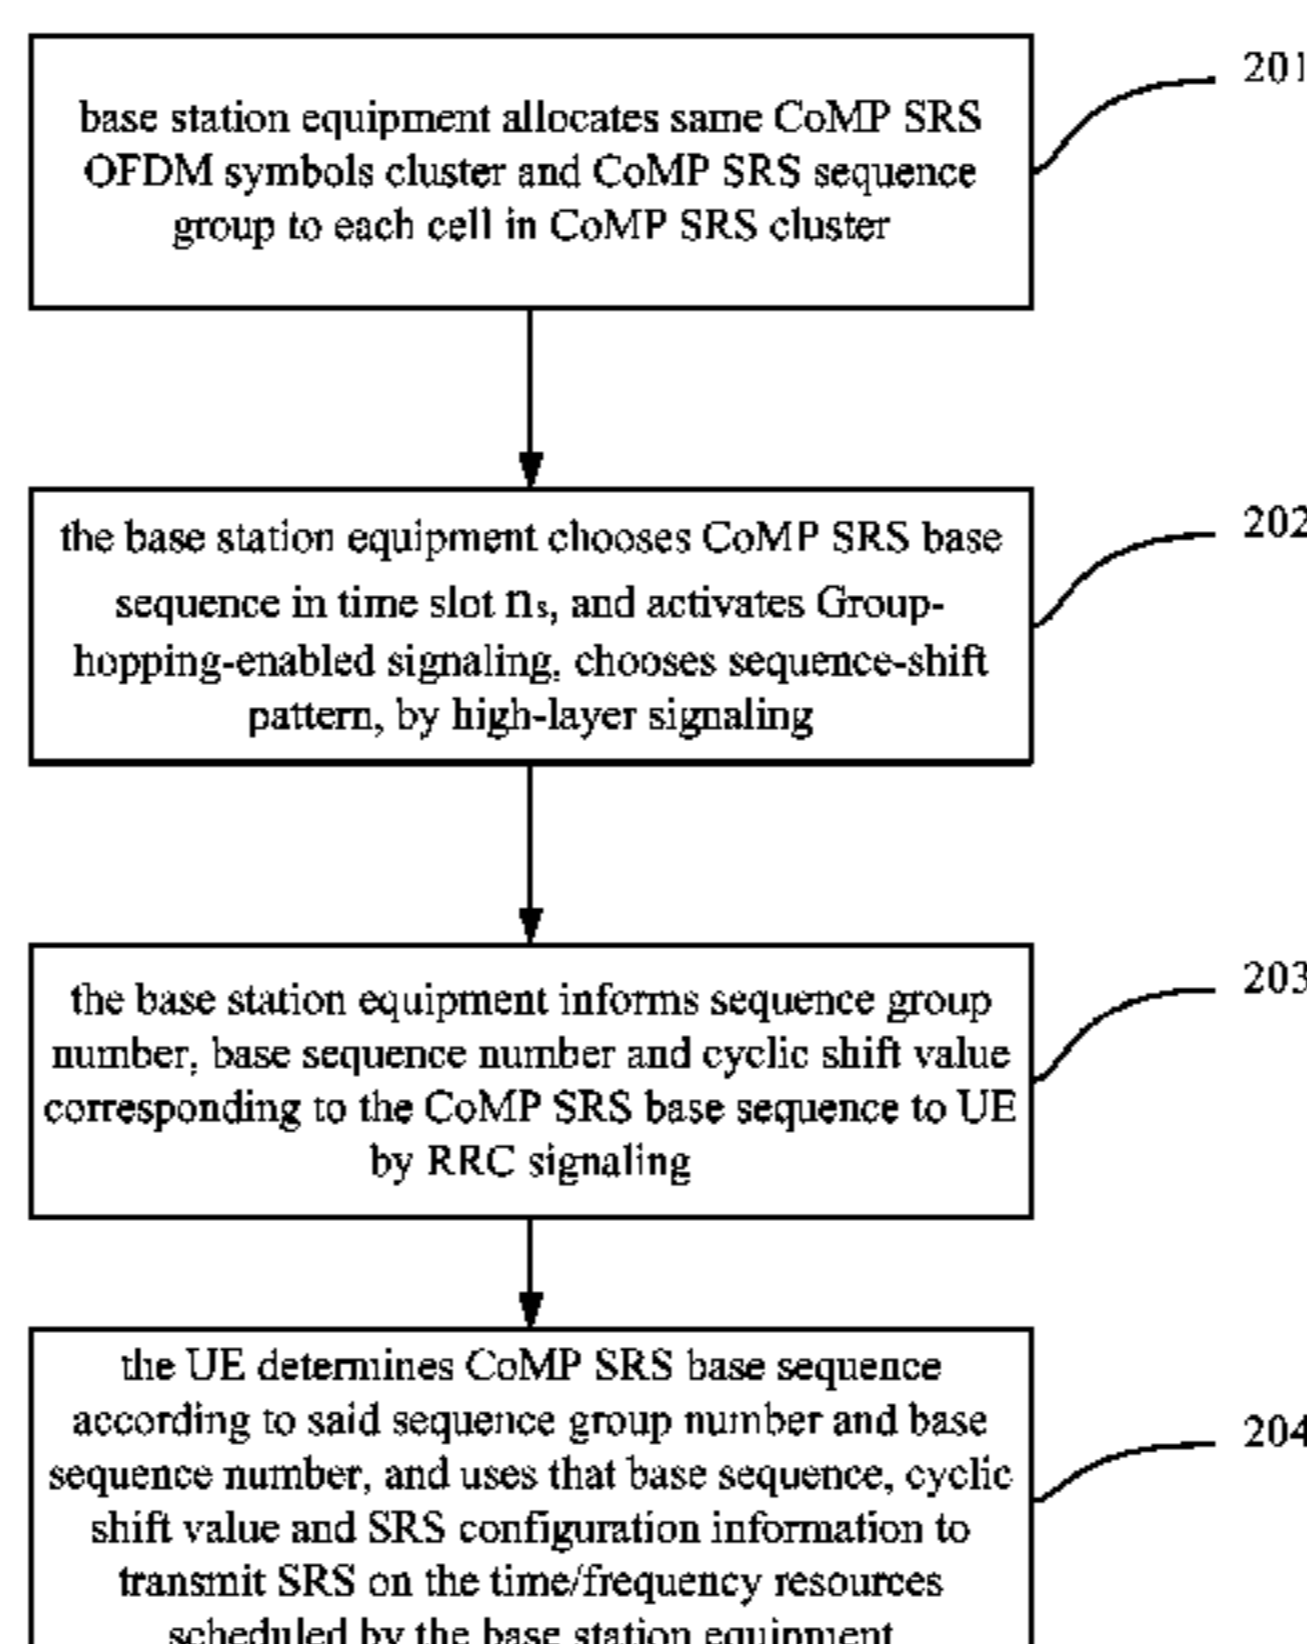 base station equipment allocates same CoMP SRS
OFDM symbols cluster and CoMP SRS sequence
group to each cell in CoMP SRS cluster
201
the base station equipment chooses CoMP SRS base
sequence in time slot ns, and activates Group-
hopping-enabled signaling, chooses sequence-shift
pattern, by high-layer signaling
202
the base station equipment informs sequence group
number, base sequence number and cyclic shift value
corresponding to the CoMP SRS base sequence to UE
by RRC signaling
203
the UE determines CoMP SRS base sequence
according to said sequence group number and base
sequence number, and uses that base sequence, cyclic
shift value and SRS configuration information to
transmit SRS on the time/frequency resources
scheduled by the base station equipment
204